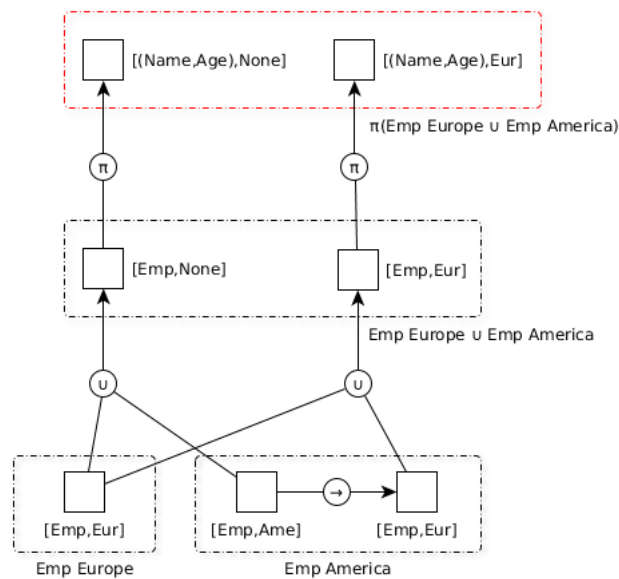 [(Name,Age),None]
[(Name,Age),Eur]
π(Emp Europe ∪ Emp America)
π
π
[Emp,None]
[Emp,Eur]
Emp Europe ∪ Emp America
∪
∪
→
[Emp,Eur]
[Emp,Ame]
[Emp,Eur]
Emp Europe
Emp America